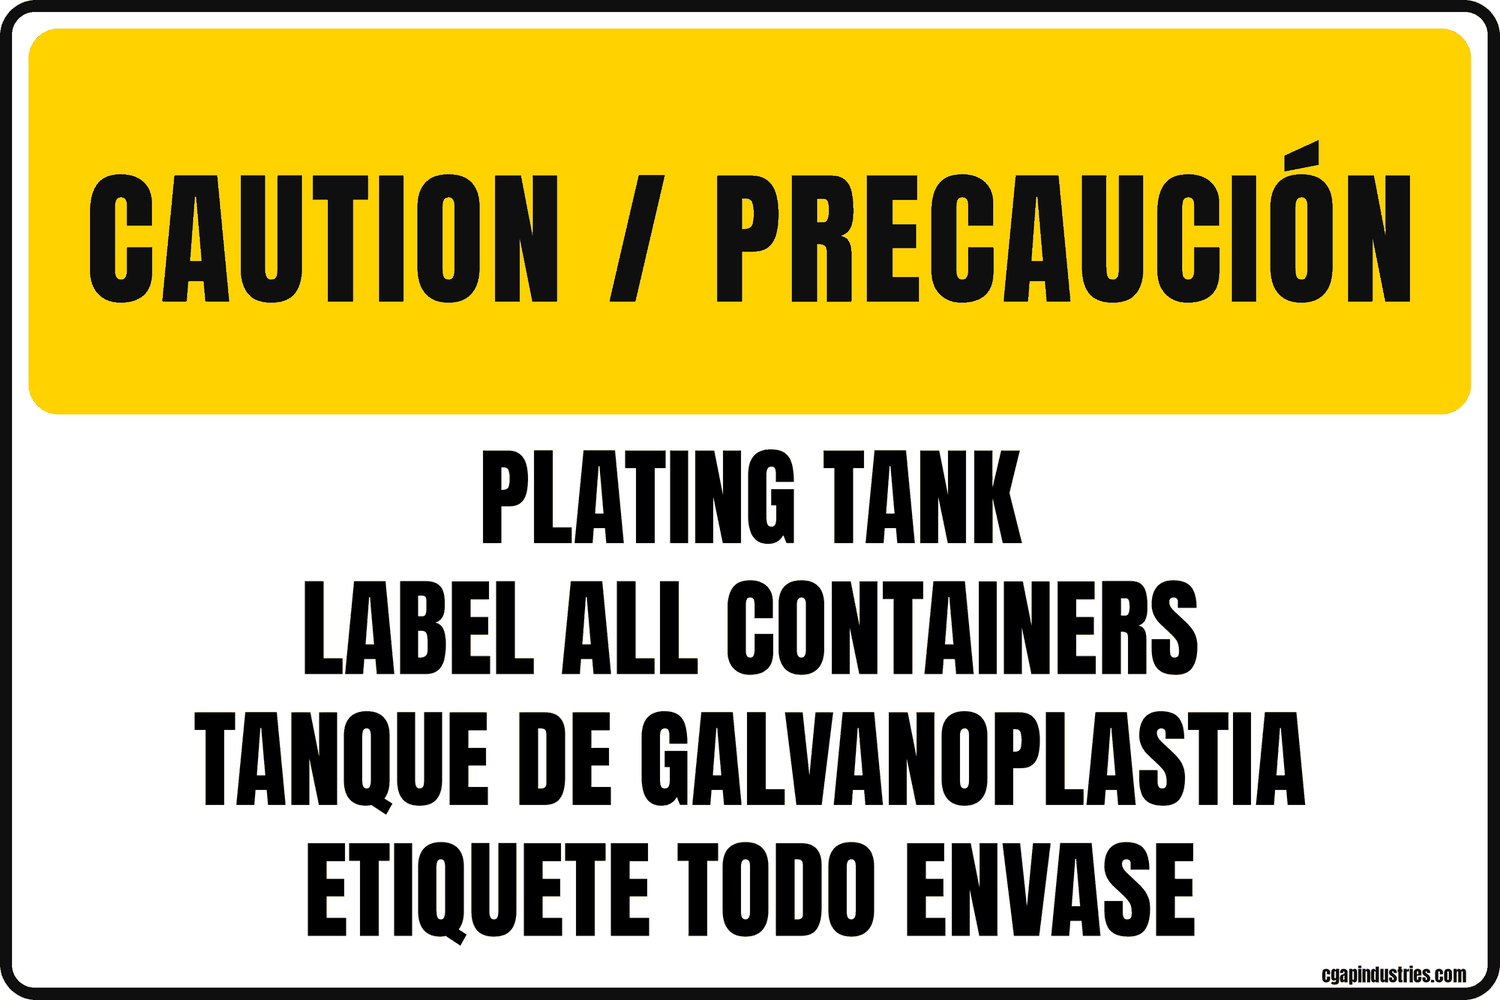 CAUTION / PRECAUCIÓN
PLATING TANK
LABEL ALL CONTAINERS
TANQUE DE GALVANOPLASTIA
ETIQUETE TODO ENVASE
cgapindustries.com